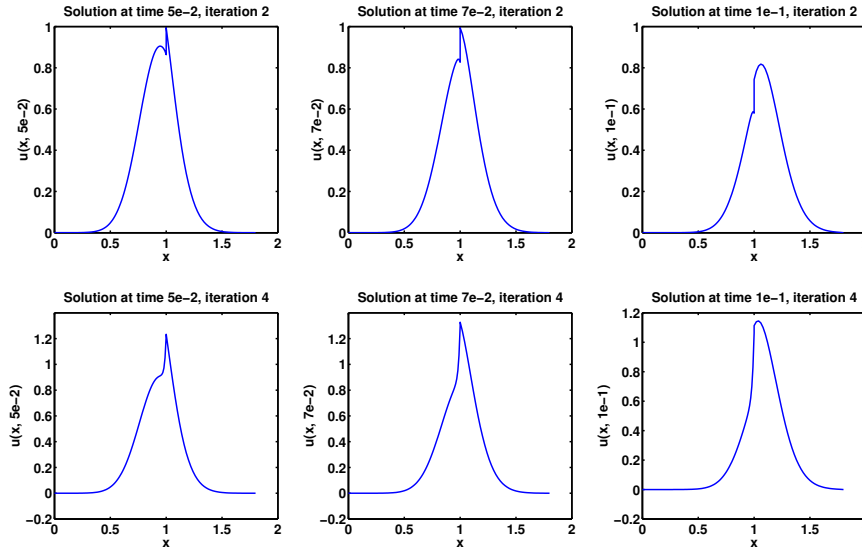 Solution at time 5e−2, iteration 2
u(x, 5e−2)
1
0.8
0.6
0.4
0.2
0
0 0.5 1 1.5 2
x
Solution at time 7e−2, iteration 2
u(x, 7e−2)
1
0.8
0.6
0.4
0.2
0
0 0.5 1 1.5 2
x
Solution at time 1e−1, iteration 2
u(x, 1e−1)
1
0.8
0.6
0.4
0.2
0
0 0.5 1 1.5
x
Solution at time 5e−2, iteration 4
u(x, 5e−2)
1.2
1
0.8
0.6
0.4
0.2
0
−0.2
0 0.5 1 1.5 2
x
Solution at time 7e−2, iteration 4
u(x, 7e−2)
1.2
1
0.8
0.6
0.4
0.2
0
−0.2
0 0.5 1 1.5 2
x
Solution at time 1e−1, iteration 4
u(x, 1e−1)
1.2
1
0.8
0.6
0.4
0.2
0
−0.2
0 0.5 1 1.5
x